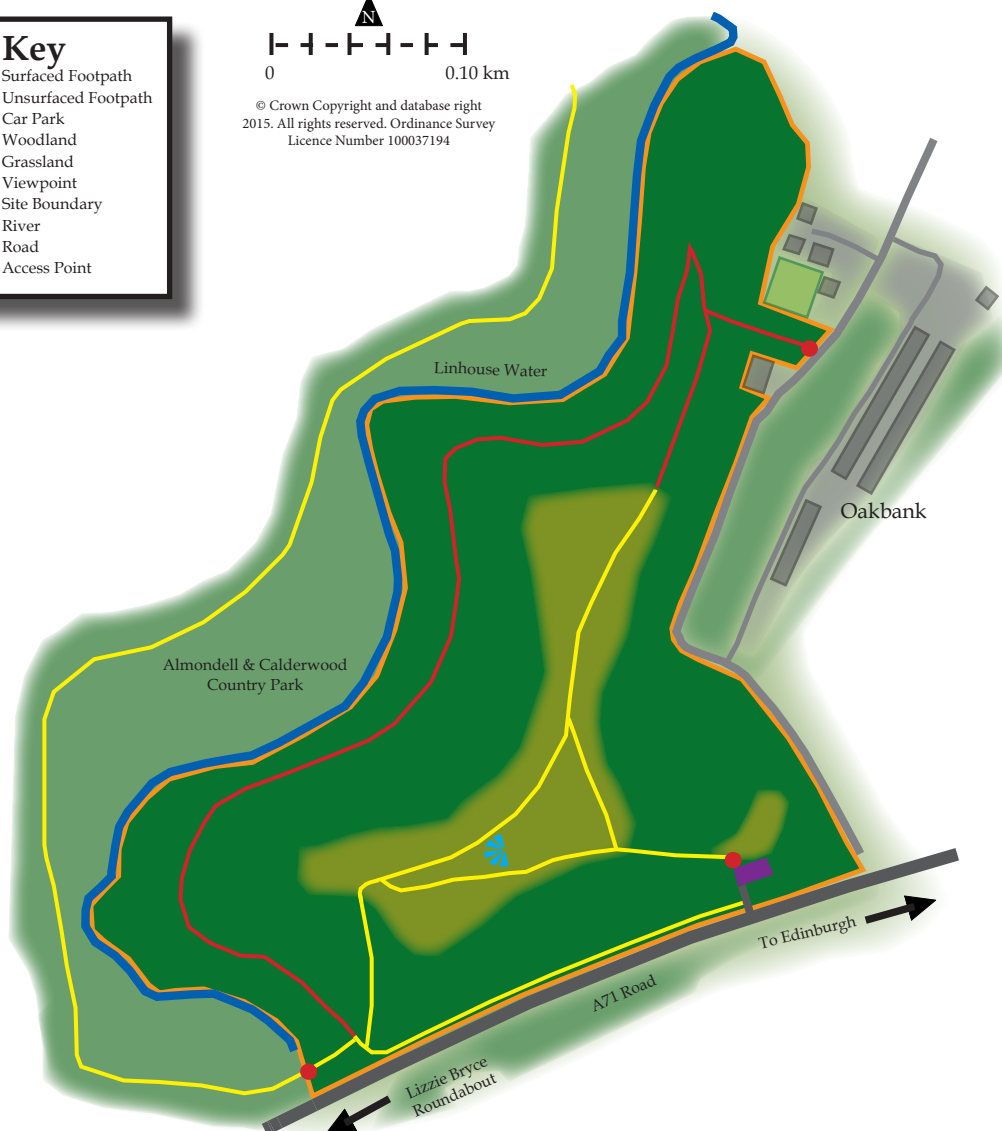 Key
Surfaced Footpath
Unsurfaced Footpath
Car Park
Woodland
Grassland
Viewpoint
Site Boundary
River
Road
Access Point
N
0 0.10 km
© Crown Copyright and database right
2015. All rights reserved. Ordinance Survey
Licence Number 100037194
Linhouse Water
Oakbank
Almondell & Calderwood
Country Park
To Edinburgh
A71 Road
Lizzie Bryce
Roundabout